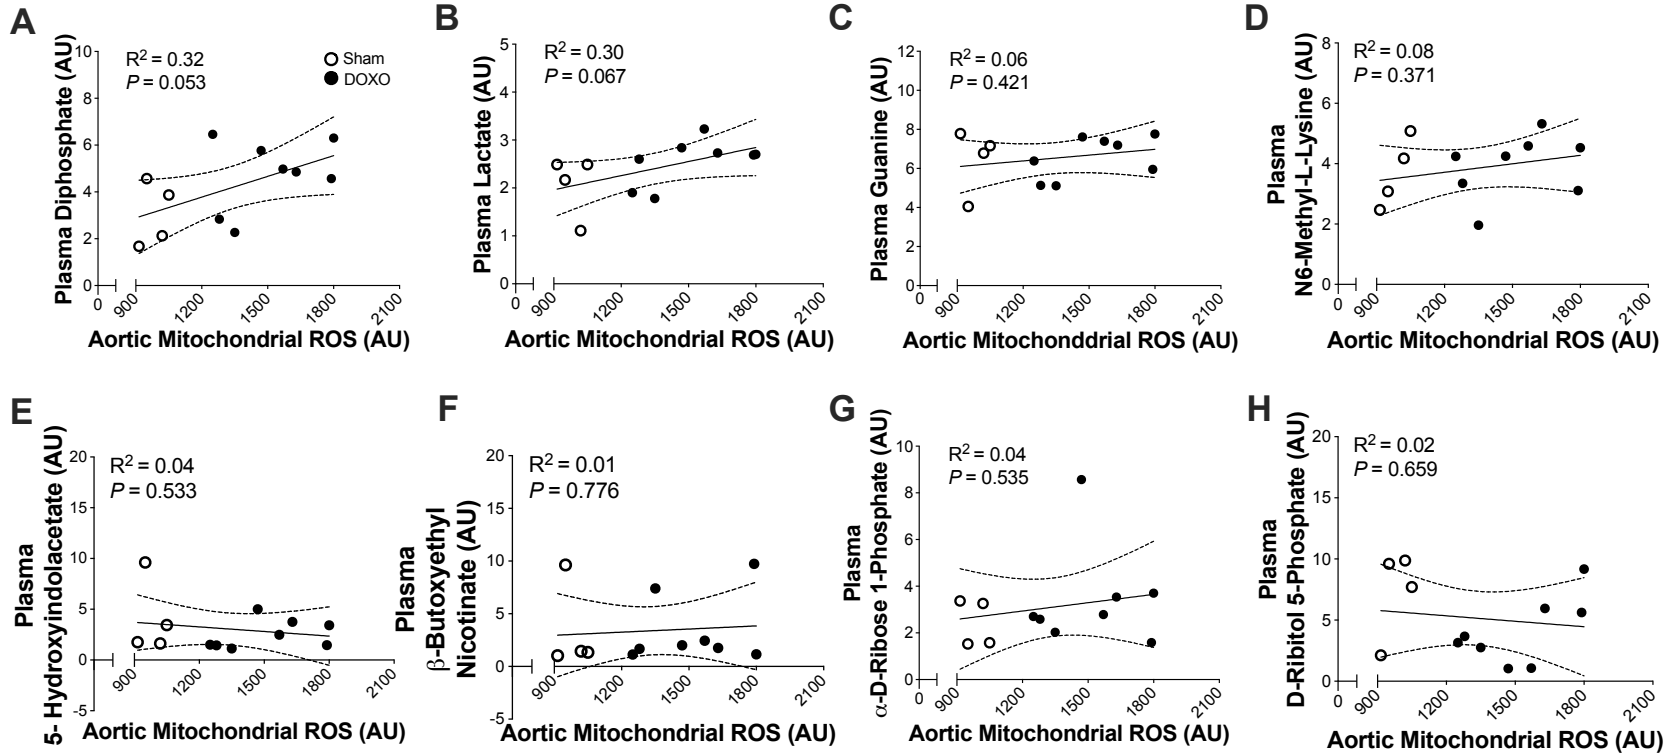 A
Plasma Diphosphate (AU)
R² = 0.32
P = 0.053
Sham
DOXO
10
8
6
4
2
0
0
900
1200
1500
1800
2100
Aortic Mitochondrial ROS (AU)
B
Plasma Lactate (AU)
R² = 0.30
P = 0.067
5
4
3
2
1
0
0
900
1200
1500
1800
2100
Aortic Mitochondrial ROS (AU)
C
Plasma Guanine (AU)
R² = 0.06
P = 0.421
12
10
8
6
4
2
0
0
900
1200
1500
1800
2100
Aortic Mitochonddrial ROS (AU)
D
Plasma
N6-Methyl-L-Lysine (AU)
R² = 0.08
P = 0.371
8
6
4
2
0
0
900
1200
1500
1800
2100
Aortic Mitochondrial ROS (AU)
E
Plasma
5- Hydroxyindolacetate (AU)
R² = 0.04
P = 0.533
20
15
10
5
0
-5
900
1200
1500
1800
2100
Aortic Mitochondrial ROS (AU)
F
Plasma
β-Butoxyethyl
Nicotinate (AU)
R² = 0.01
P = 0.776
20
15
10
5
0
-5
900
1200
1500
1800
2100
Aortic Mitochondrial ROS (AU)
G
Plasma
α-D-Ribose 1-Phosphate (AU)
R² = 0.04
P = 0.535
10
8
6
4
2
0
0
900
1200
1500
1800
2100
Aortic Mitochondrial ROS (AU)
H
Plasma
D-Ribitol 5-Phosphate (AU)
R² = 0.02
P = 0.659
20
15
10
5
0
0
900
1200
1500
1800
2100
Aortic Mitochondrial ROS (AU)